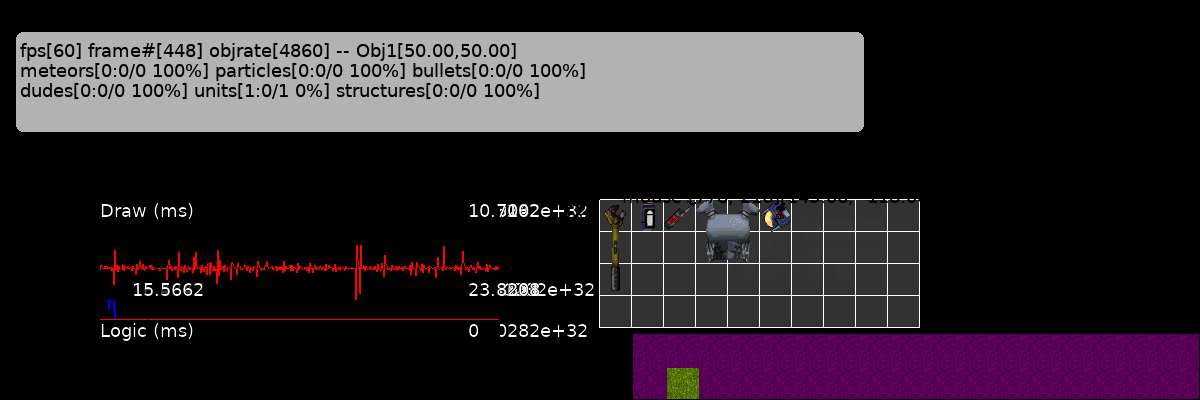 fps[60] frame#[448] objrate[4860] -- Obj1[50.00,50.00]
meteors[0:0/0 100%] particles[0:0/0 100%] bullets[0:0/0 100%]
dudes[0:0/0 100%] units[1:0/1 0%] structures[0:0/0 100%]
Draw (ms)
15.5662
Logic (ms) 0